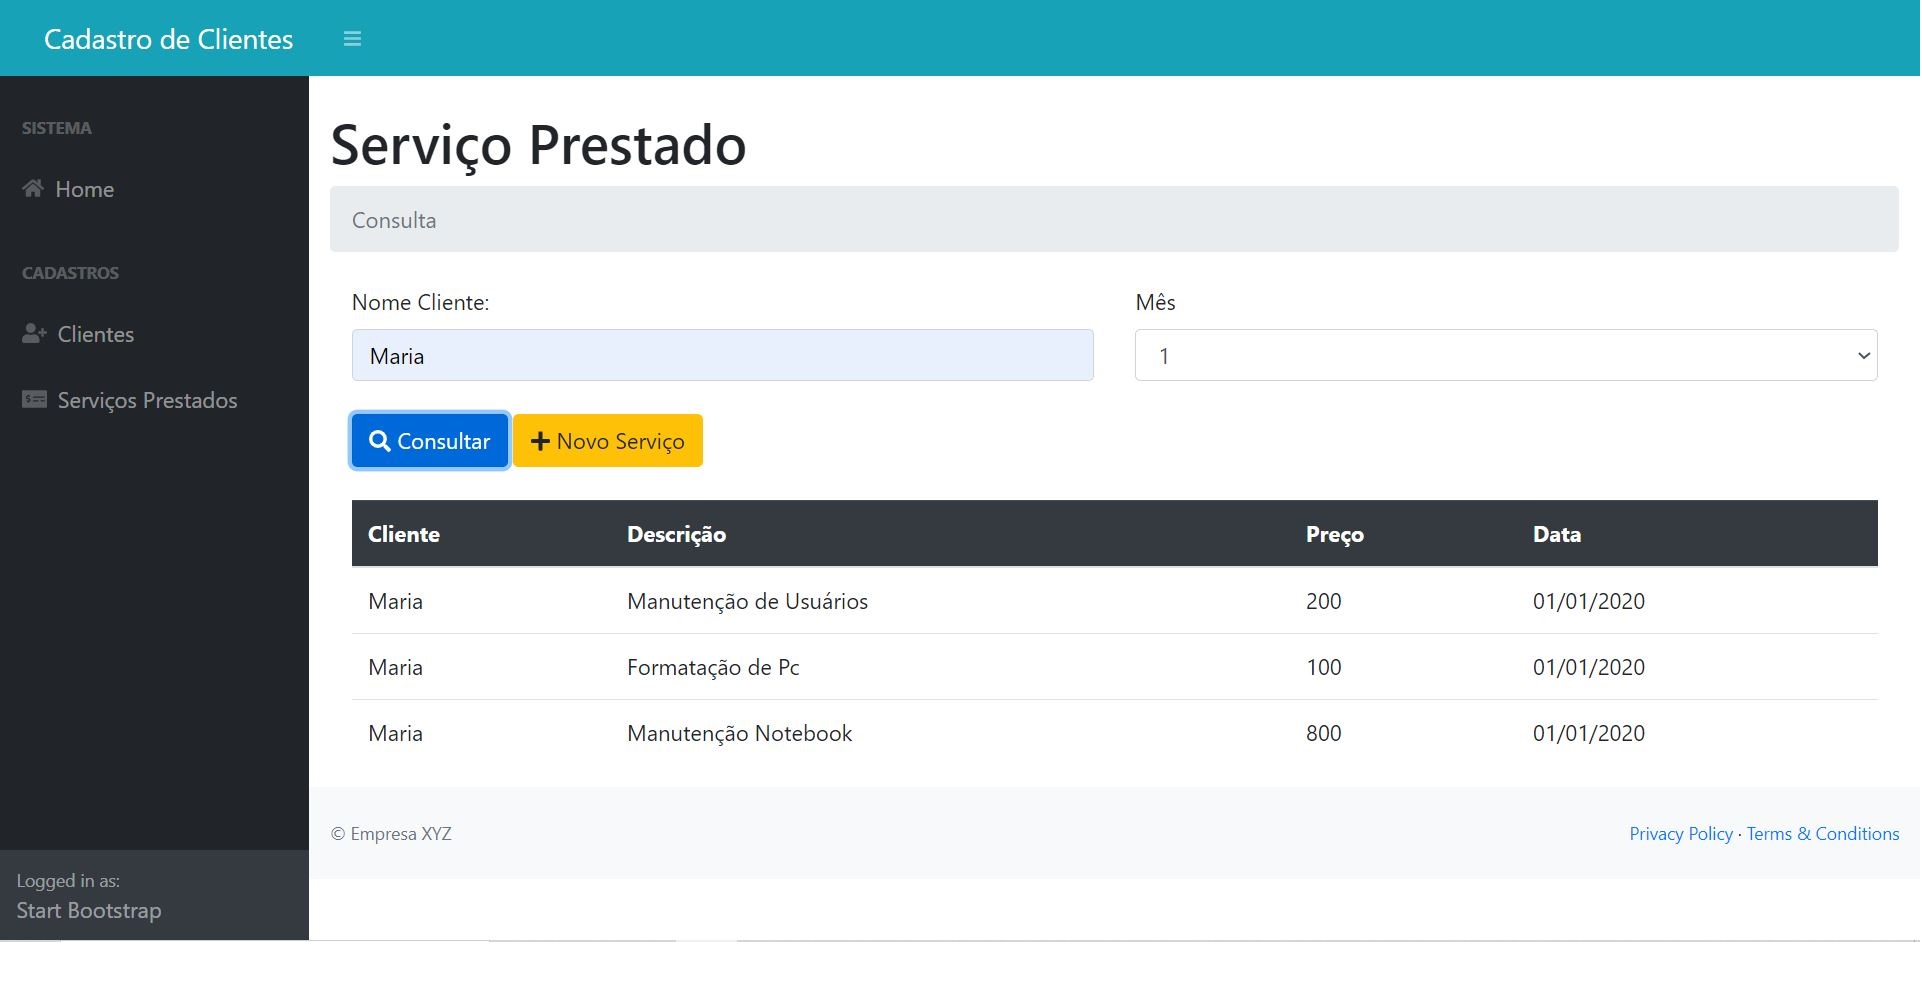 Cadastro de Clientes
SISTEMA
Home
CADASTROS
Clientes
Serviços Prestados
Logged in as:
Start Bootstrap
Serviço Prestado
Consulta
Nome Cliente: Mês
Maria 1
Consultar Novo Serviço
Cliente Descrição Preço Data
Maria Manutenção de Usuários 200 01/01/2020
Maria Formatação de Pc 100 01/01/2020
Maria Manutenção Notebook 800 01/01/2020
© Empresa XYZ Privacy Policy · Terms & Conditions